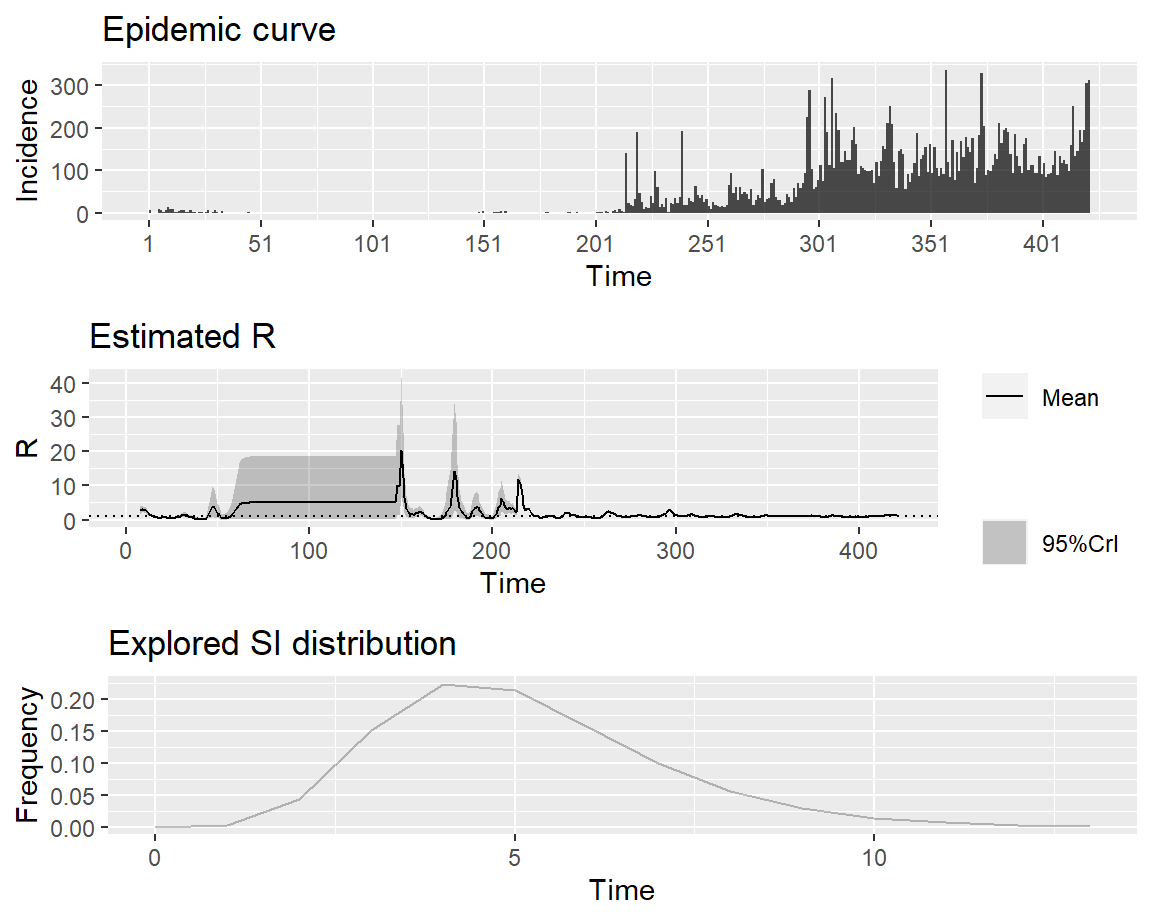 Epidemic curve
Incidence
300
200
100
0
1 51 101 151 201 251 301 351 401
Time
Estimated R
R
40
30
20
10
0
0 100 200 300 400
Time
Mean
95%CrI
Explored SI distribution
Frequency
0.20
0.15
0.10
0.05
0.00
0 5 10
Time